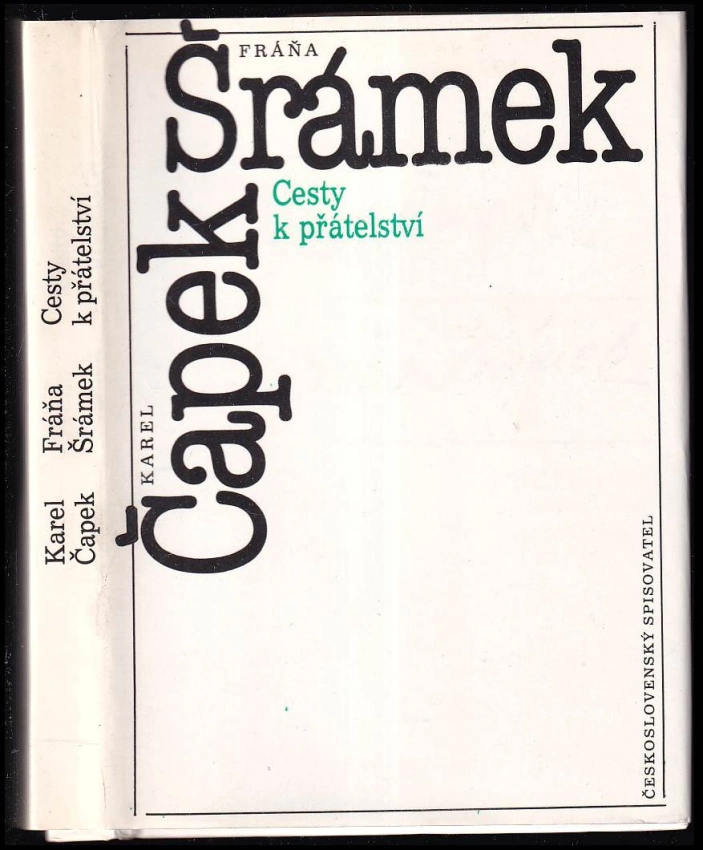 Karel
Čapek
Fráňa
Šrámek
Cesty
k přátelství
FRÁŇA
Šrámek
KAREL
Čapek
Cesty
k přátelství
ČESKOSLOVENSKÝ SPISOVATEL